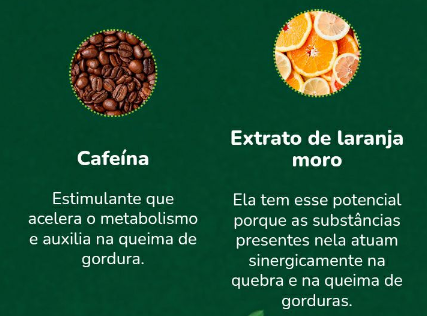 Cafeína
Estimulante que
acelera o metabolismo
e auxilia na queima de
gordura.
Extrato de laranja
moro
Ela tem esse potencial
porque as substâncias
presentes nela atuam
sinergicamente na
quebra e na queima de
gorduras.